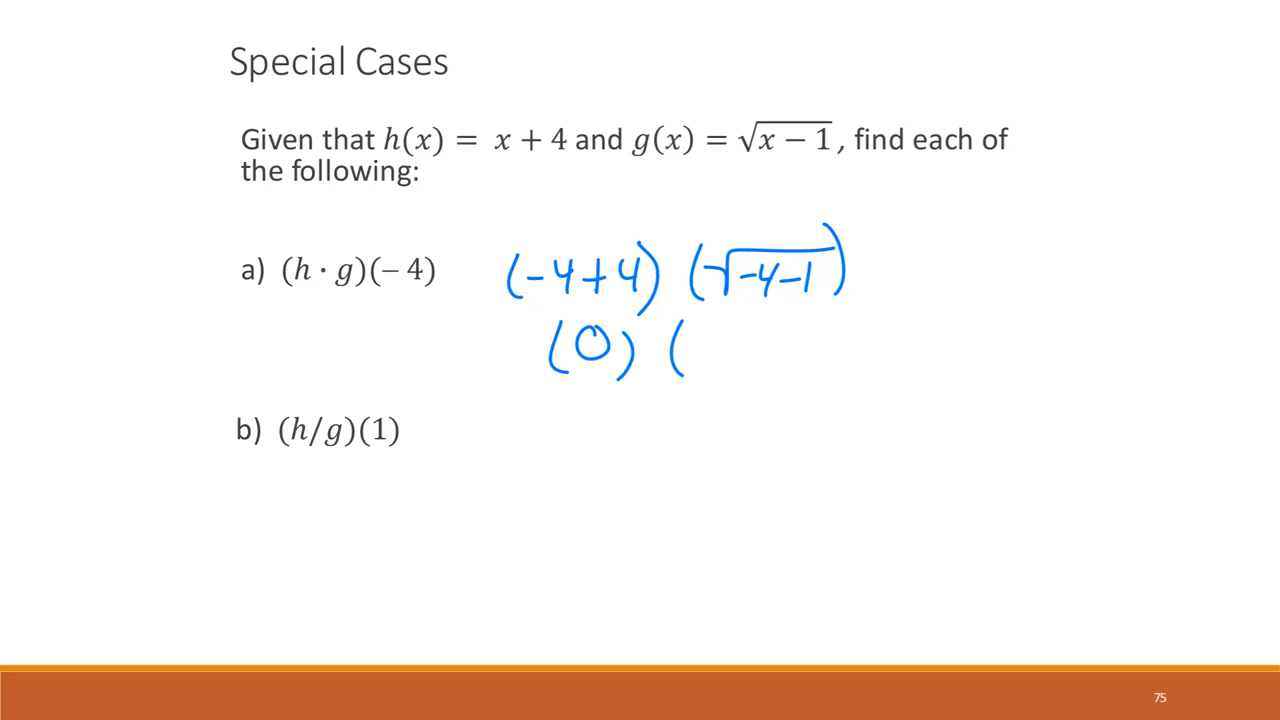 Special Cases
Given that h(x) = x + 4 and g(x) = √(x − 1) , find each of
the following:
a) (h · g)(− 4) (-4+4) (√(-4-1))
(0) (
b) (h/g)(1)
75